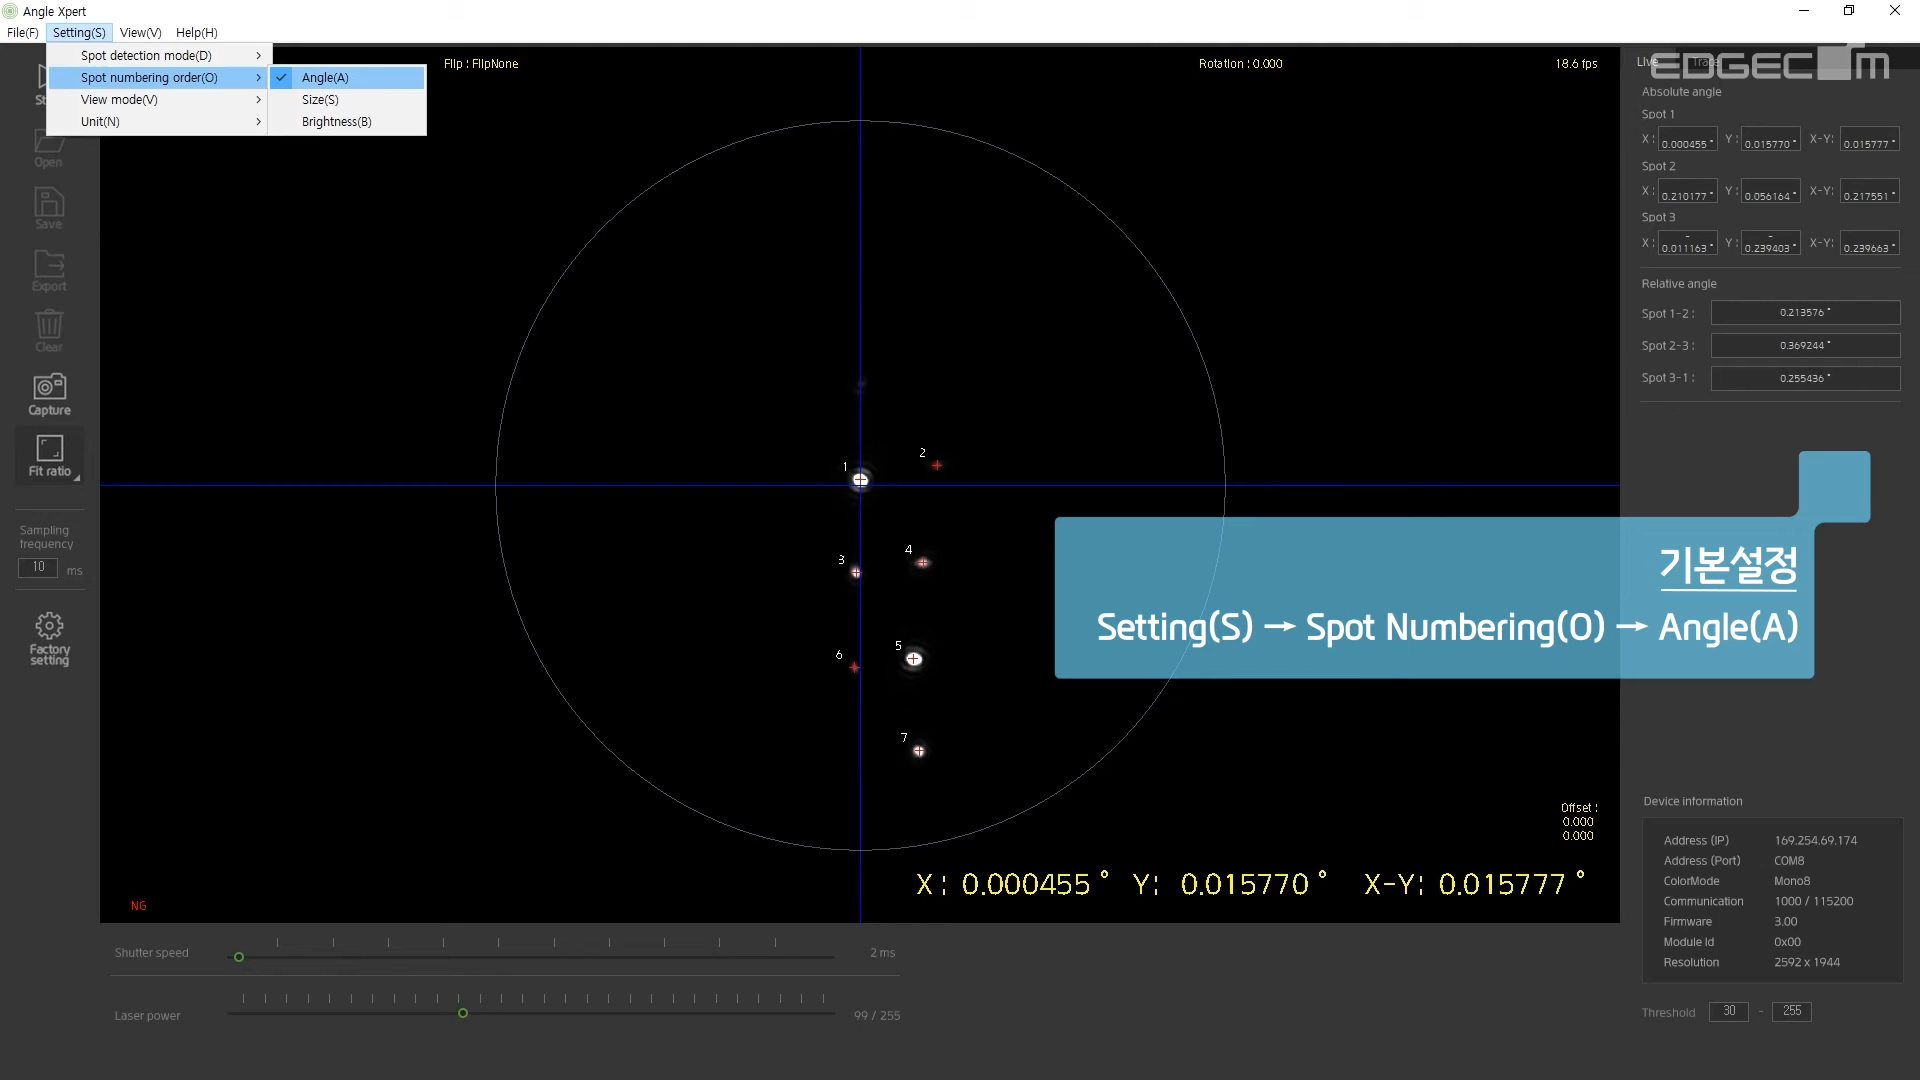 Angle Xpert
File(F) Setting(S) View(V) Help(H)
Spot detection mode(D)
Spot numbering order(O)
View mode(V)
Unit(N)
Angle(A)
Size(S)
Brightness(B)
Open
Save
Export
Clear
Capture
Fit ratio
Sampling
frequency
10 ms
Factory
setting
Flip : FlipNone
Rotation : 0.000
18.6 fps
1
2
3
4
5
6
7
NG
Offset :
0.000
0.000
X : 0.000455 ° Y: 0.015770 ° X-Y: 0.015777 °
Shutter speed 2 ms
Laser power 99 / 255
EDGECOM
Live Trace
Absolute angle
Spot 1
X : 0.000455 ° Y : 0.015770 ° X-Y: 0.015777 °
Spot 2
X : 0.210177 ° Y : 0.056164 ° X-Y: 0.217551 °
Spot 3
X : -0.011163 ° Y : -0.239403 ° X-Y: 0.239663 °
Relative angle
Spot 1-2 : 0.213576 °
Spot 2-3 : 0.369244 °
Spot 3-1 : 0.255436 °
기본설정
Setting(S) → Spot Numbering(O) → Angle(A)
Device information
Address (IP) 169.254.69.174
Address (Port) COM8
ColorMode Mono8
Communication 1000 / 115200
Firmware 3.00
Module Id 0x00
Resolution 2592 x 1944
Threshold 30 - 255